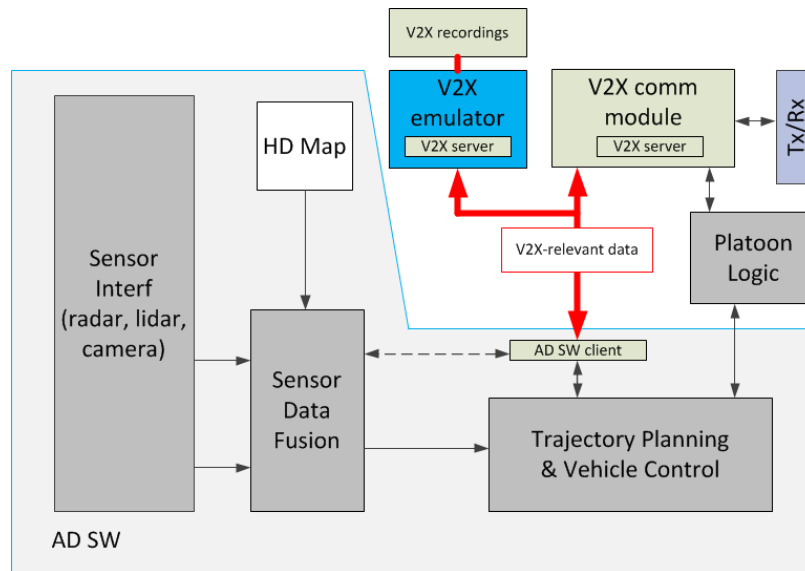 V2X recordings
V2X
emulator
V2X server
V2X comm
module
V2X server
Tx/Rx
HD Map
V2X-relevant data
Platoon
Logic
Sensor
Interf
(radar, lidar,
camera)
AD SW client
Sensor
Data
Fusion
Trajectory Planning
& Vehicle Control
AD SW